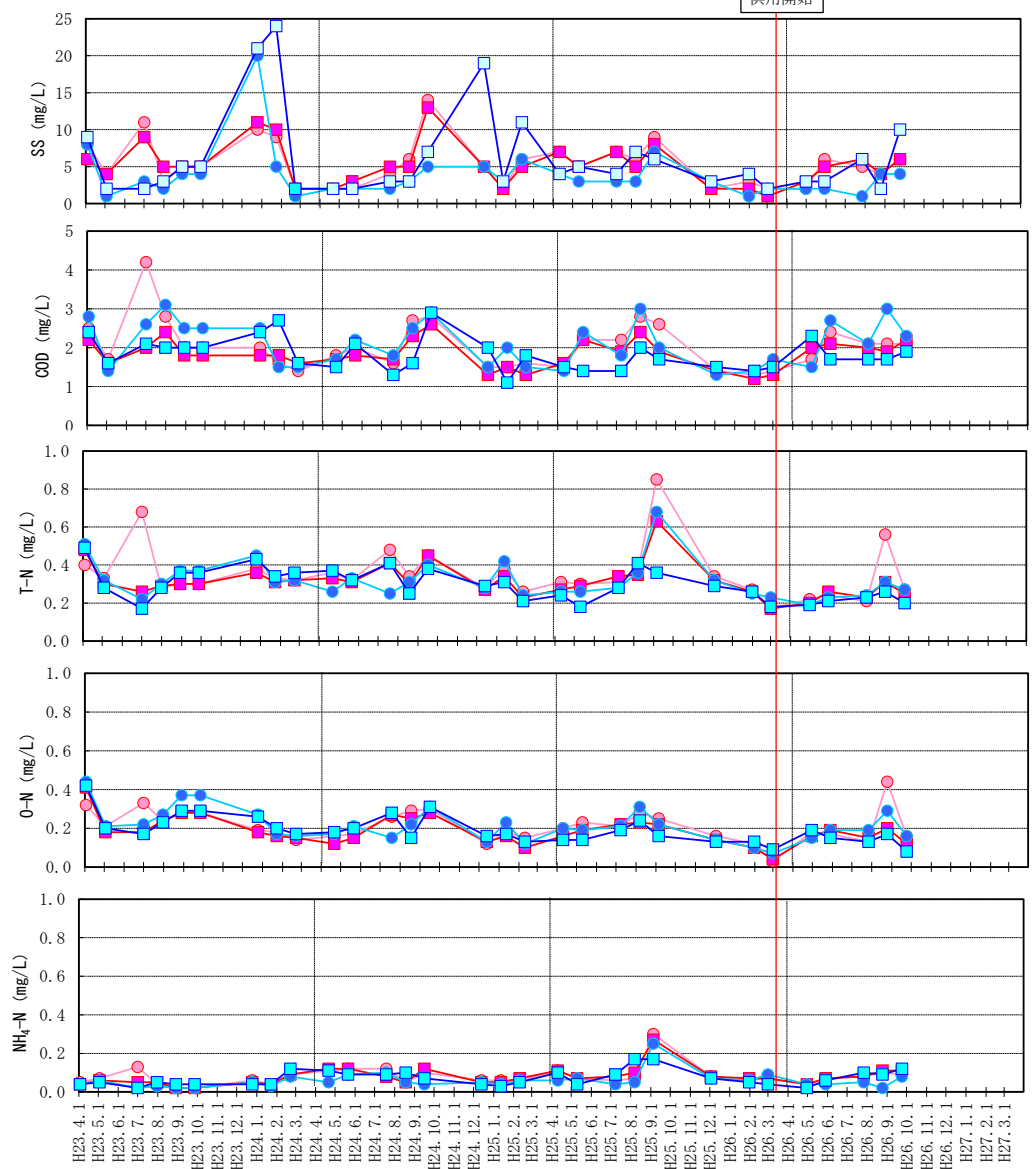 供用開始
25
20
15
10
5
0
SS (mg/L)
5
4
3
2
1
0
COD (mg/L)
1.0
0.8
0.6
0.4
0.2
0.0
T-N (mg/L)
1.0
0.8
0.6
0.4
0.2
0.0
O-N (mg/L)
1.0
0.8
0.6
0.4
0.2
0.0
NH₄-N (mg/L)
H23.4.1
H23.5.1
H23.6.1
H23.7.1
H23.8.1
H23.9.1
H23.10.1
H23.11.1
H23.12.1
H24.1.1
H24.2.1
H24.3.1
H24.4.1
H24.5.1
H24.6.1
H24.7.1
H24.8.1
H24.9.1
H24.10.1
H24.11.1
H24.12.1
H25.1.1
H25.2.1
H25.3.1
H25.4.1
H25.5.1
H25.6.1
H25.7.1
H25.8.1
H25.9.1
H25.10.1
H25.11.1
H25.12.1
H26.1.1
H26.2.1
H26.3.1
H26.4.1
H26.5.1
H26.6.1
H26.7.1
H26.8.1
H26.9.1
H26.10.1
H26.11.1
H26.12.1
H27.1.1
H27.2.1
H27.3.1